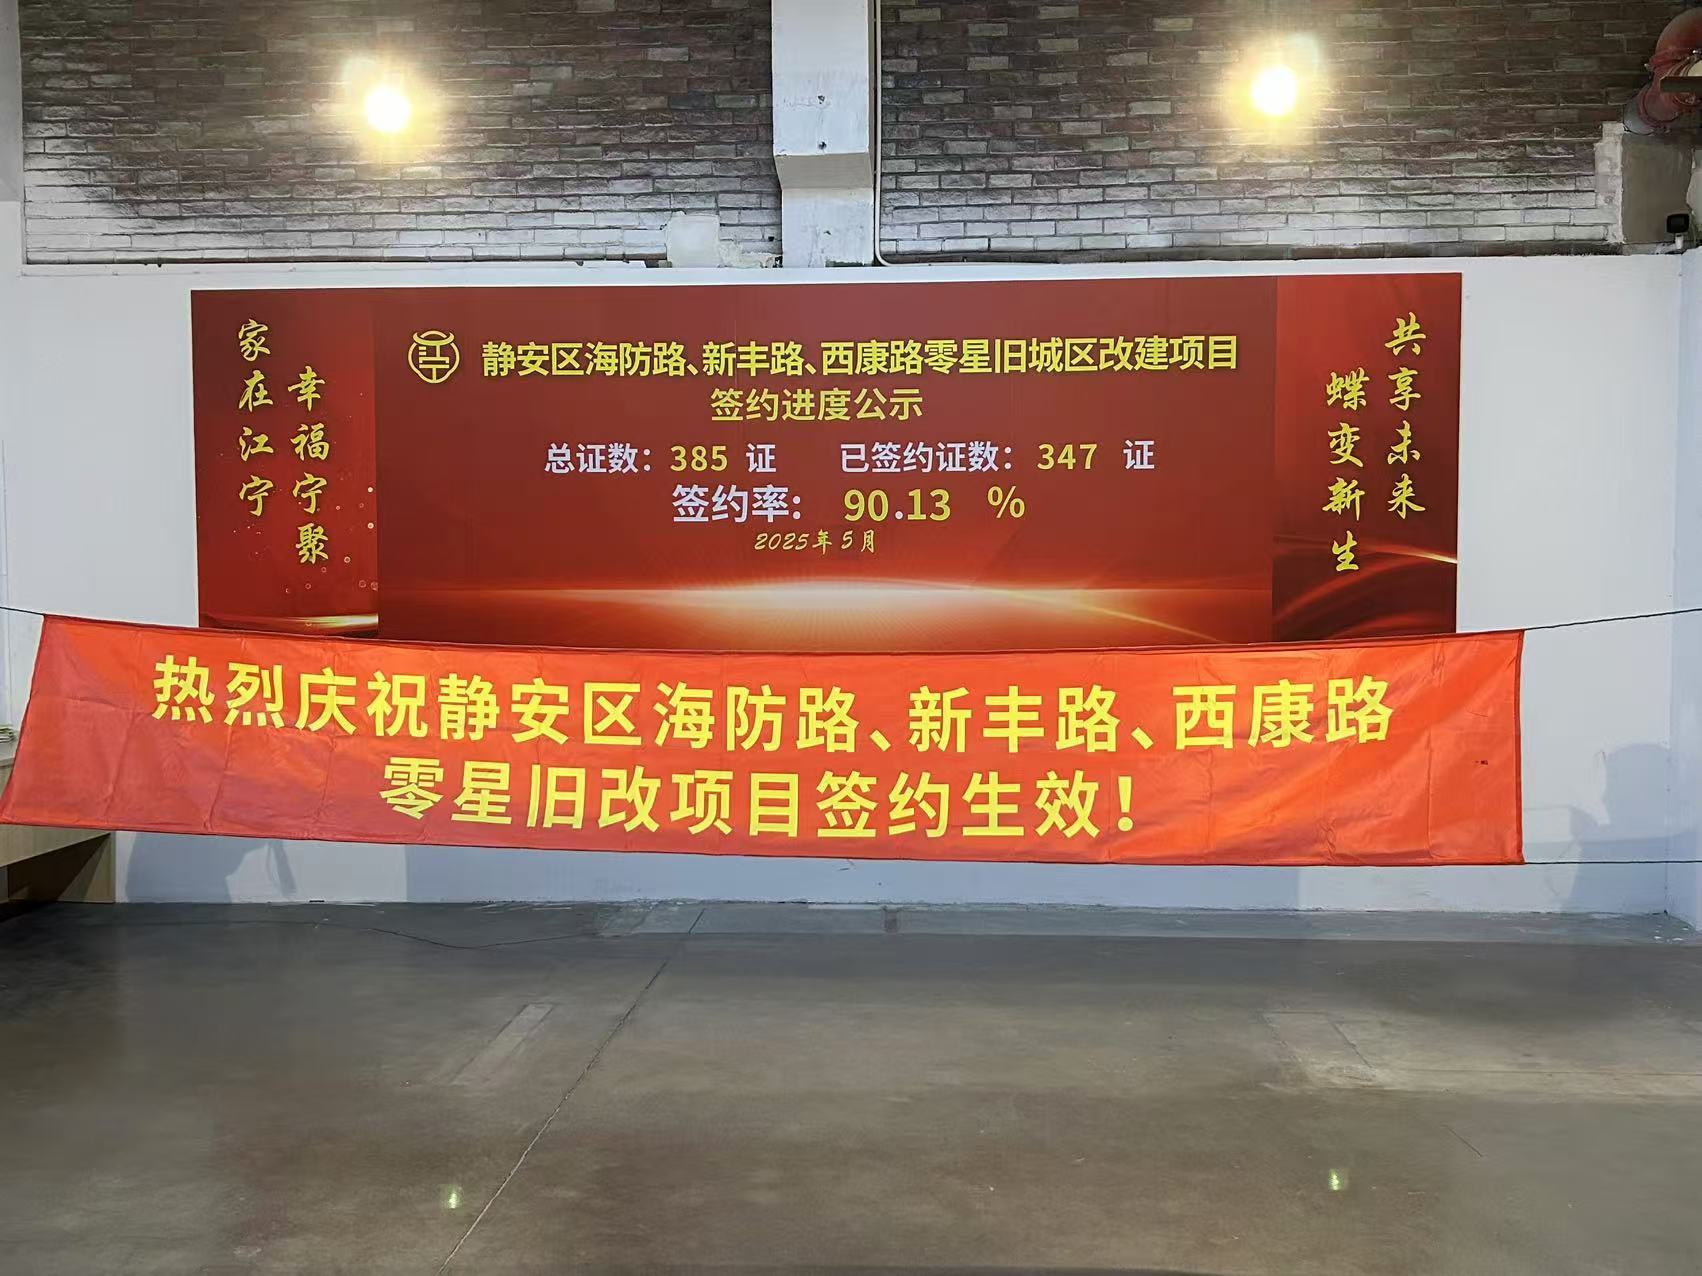 家在江宁
幸福宁聚
静安区海防路、新丰路、西康路零星旧城区改建项目
签约进度公示
总证数：385 证 已签约证数：347 证
签约率：90.13 %
2025年5月
共享未来
蝶变新生
热烈庆祝静安区海防路、新丰路、西康路
零星旧改项目签约生效！